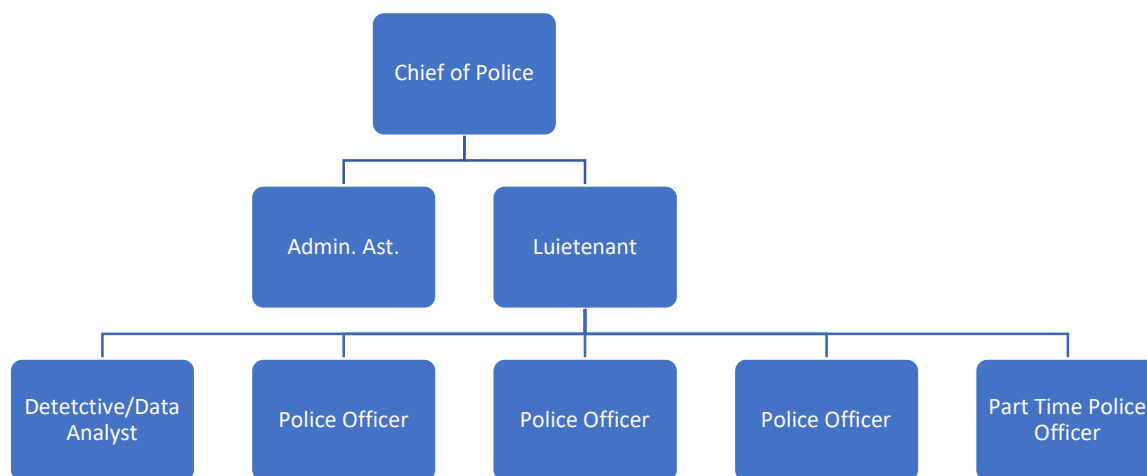 Chief of Police
Admin. Ast.
Luietenant
Detetctive/Data
Analyst
Police Officer
Police Officer
Police Officer
Part Time Police
Officer